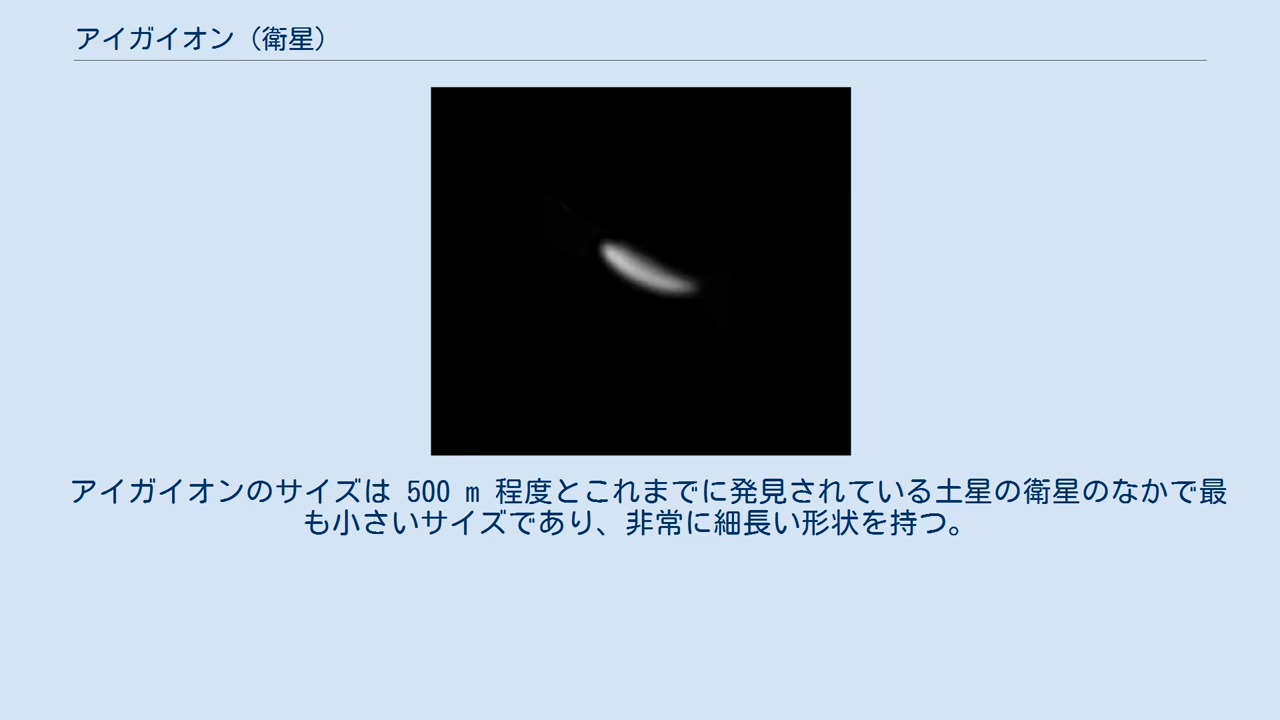 アイガイオン（衛星）
アイガイオンのサイズは 500 m 程度とこれまでに発見されている土星の衛星のなかで最
も小さいサイズであり、非常に細長い形状を持つ。